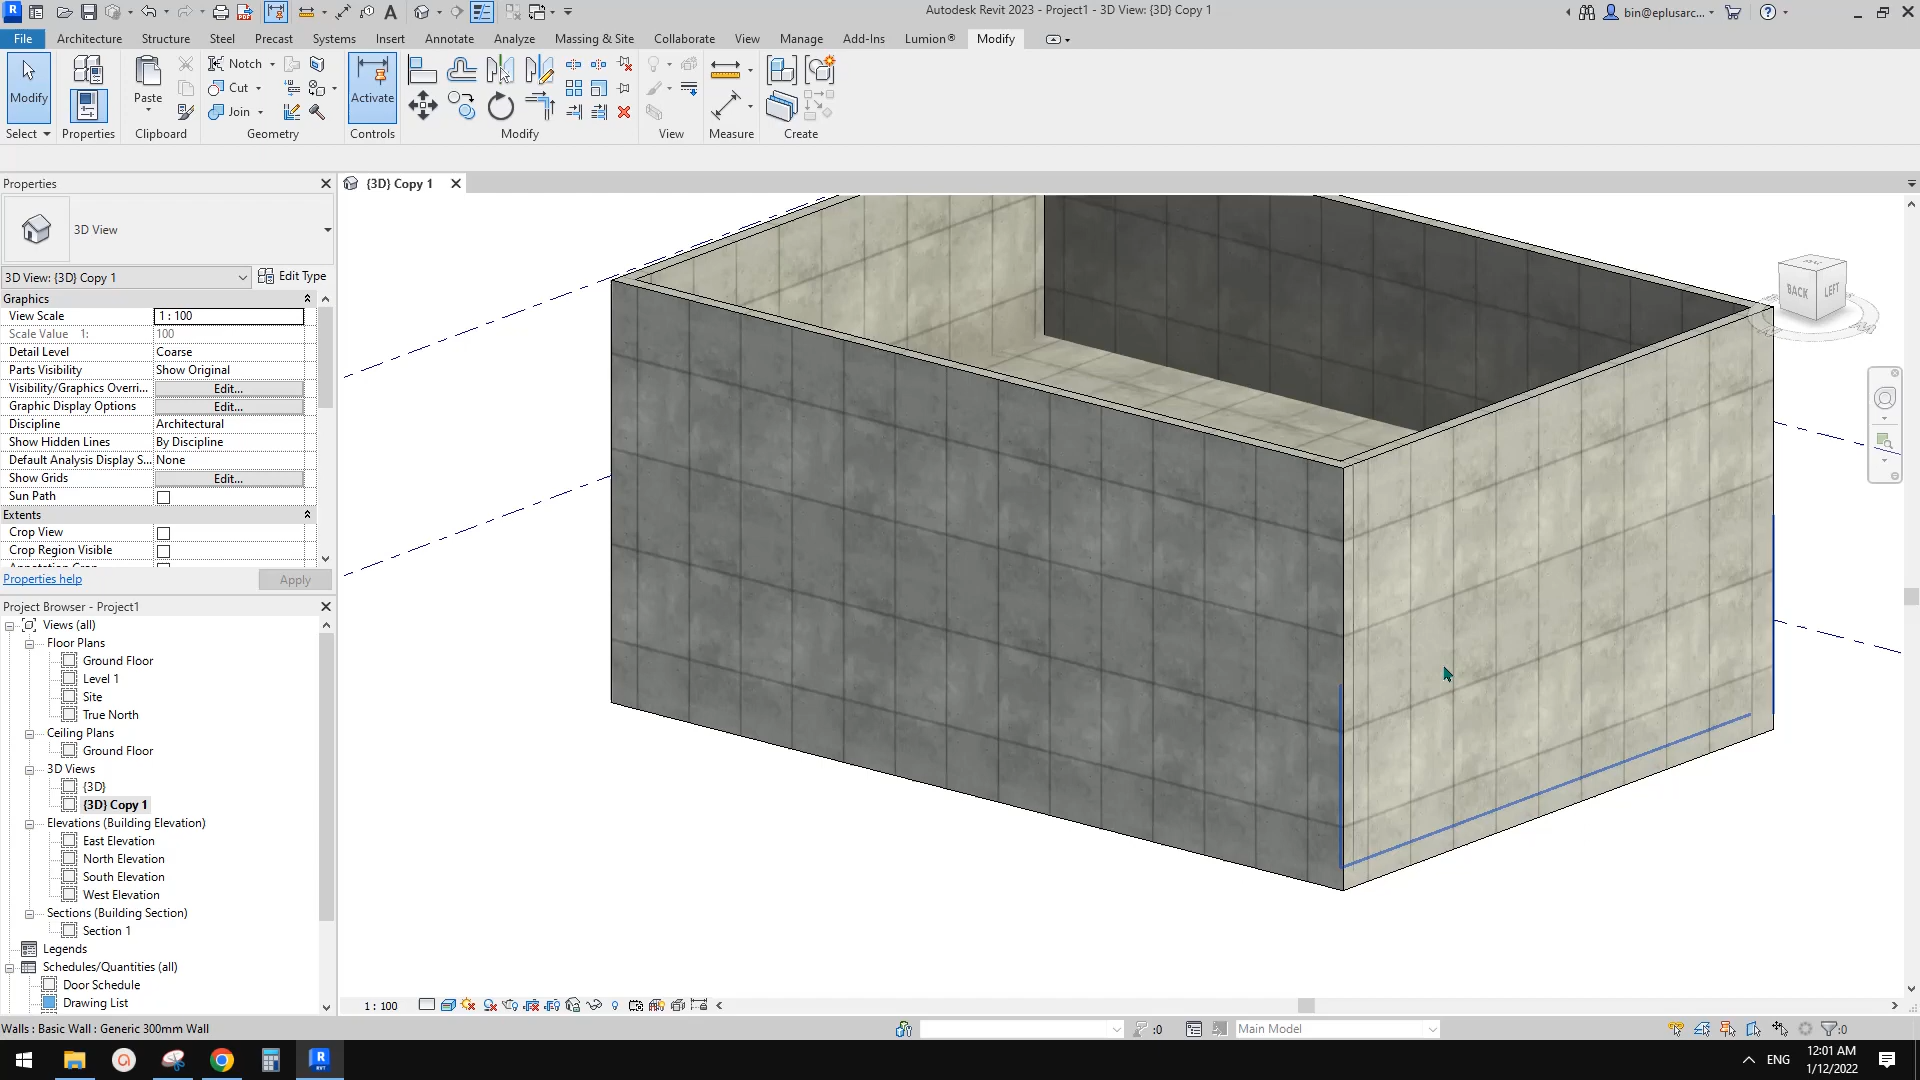 Autodesk Revit 2023 - Project1 - 3D View: {3D} Copy 1
bin@eplusarc...
File Architecture Structure Steel Precast Systems Insert Annotate Analyze Massing & Site Collaborate View Manage Add-Ins Lumion® Modify
Modify
Paste
Notch
Cut
Join
Activate
Select Properties Clipboard Geometry Controls Modify View Measure Create
Properties
{3D} Copy 1
3D View
3D View: {3D} Copy 1
Edit Type
Graphics
View Scale 1 : 100
Scale Value 1: 100
Detail Level Coarse
Parts Visibility Show Original
Visibility/Graphics Overri... Edit...
Graphic Display Options Edit...
Discipline Architectural
Show Hidden Lines By Discipline
Default Analysis Display S... None
Show Grids Edit...
Sun Path
Extents
Crop View
Crop Region Visible
Properties help
Apply
BACK
LEFT
Project Browser - Project1
Views (all)
Floor Plans
Ground Floor
Level 1
Site
True North
Ceiling Plans
Ground Floor
3D Views
{3D}
{3D} Copy 1
Elevations (Building Elevation)
East Elevation
North Elevation
South Elevation
West Elevation
Sections (Building Section)
Section 1
Legends
Schedules/Quantities (all)
Door Schedule
Drawing List
1 : 100
Walls : Basic Wall : Generic 300mm Wall
:0
Main Model
:0
ENG
12:01 AM
1/12/2022